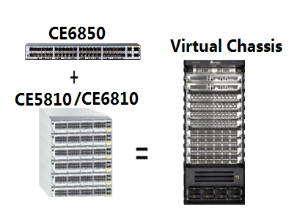 CE6850
Virtual Chassis
+
CE5810/CE6810
=